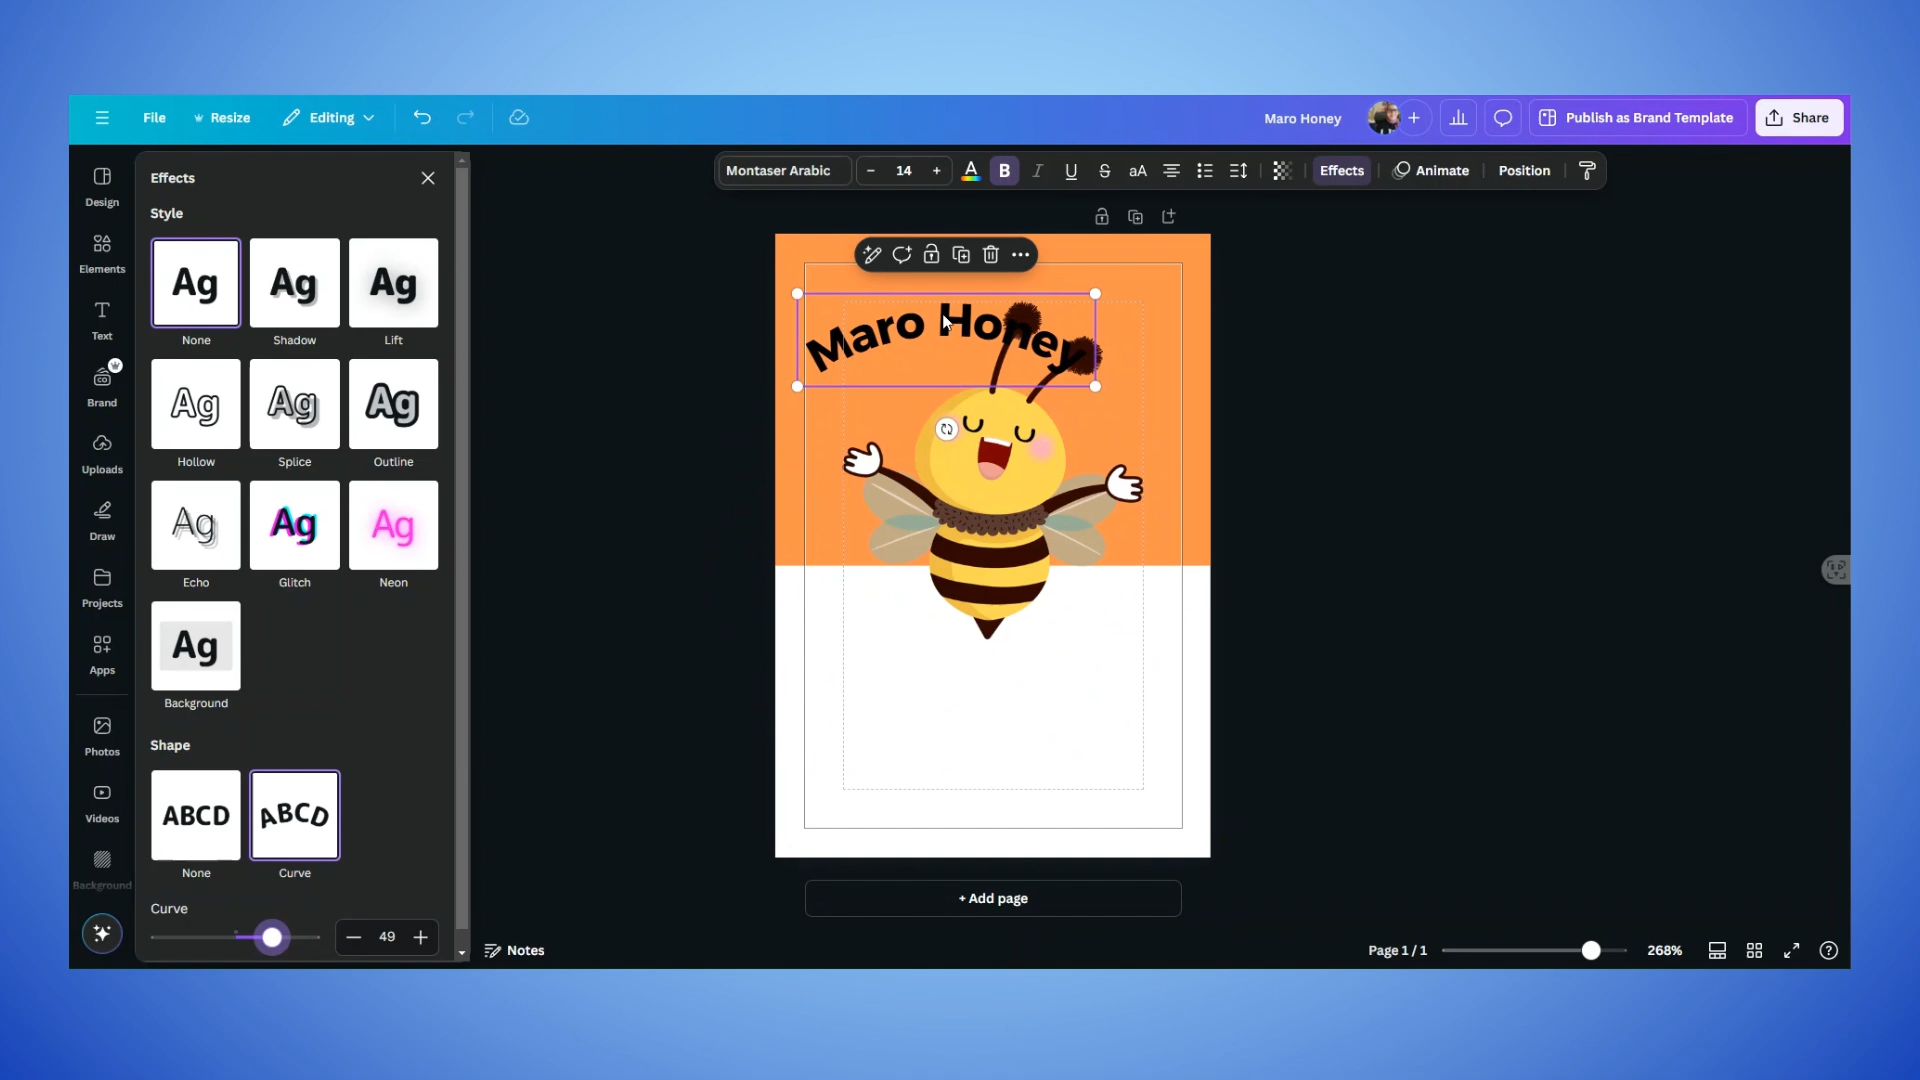 File
Resize
Editing
Maro Honey
Publish as Brand Template
Share
Design
Elements
Text
Brand
Uploads
Draw
Projects
Apps
Photos
Videos
Background
Effects
Style
Ag
Ag
Ag
None
Shadow
Lift
Ag
Ag
Ag
Hollow
Splice
Outline
Ag
Ag
Ag
Echo
Glitch
Neon
Ag
Background
Shape
ABCD
ABCD
None
Curve
Curve
49
Montaser Arabic
14
A
B
I
U
S
aA
Effects
Animate
Position
Maro Honey
+ Add page
Notes
Page 1 / 1
268%